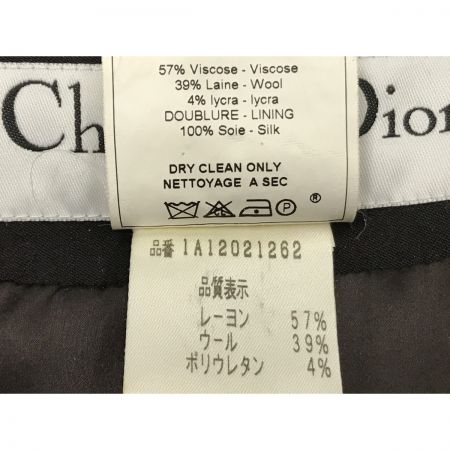 57% Viscose - Viscose
39% Laine - Wool
4% lycra - lycra
DOUBLURE - LINING
100% Soie - Silk
Ch Dior
DRY CLEAN ONLY
NETTOYAGE A SEC
P ®
品番 1A12021262
品質表示
レーヨン 57%
ウール 39%
ポリウレタン 4%